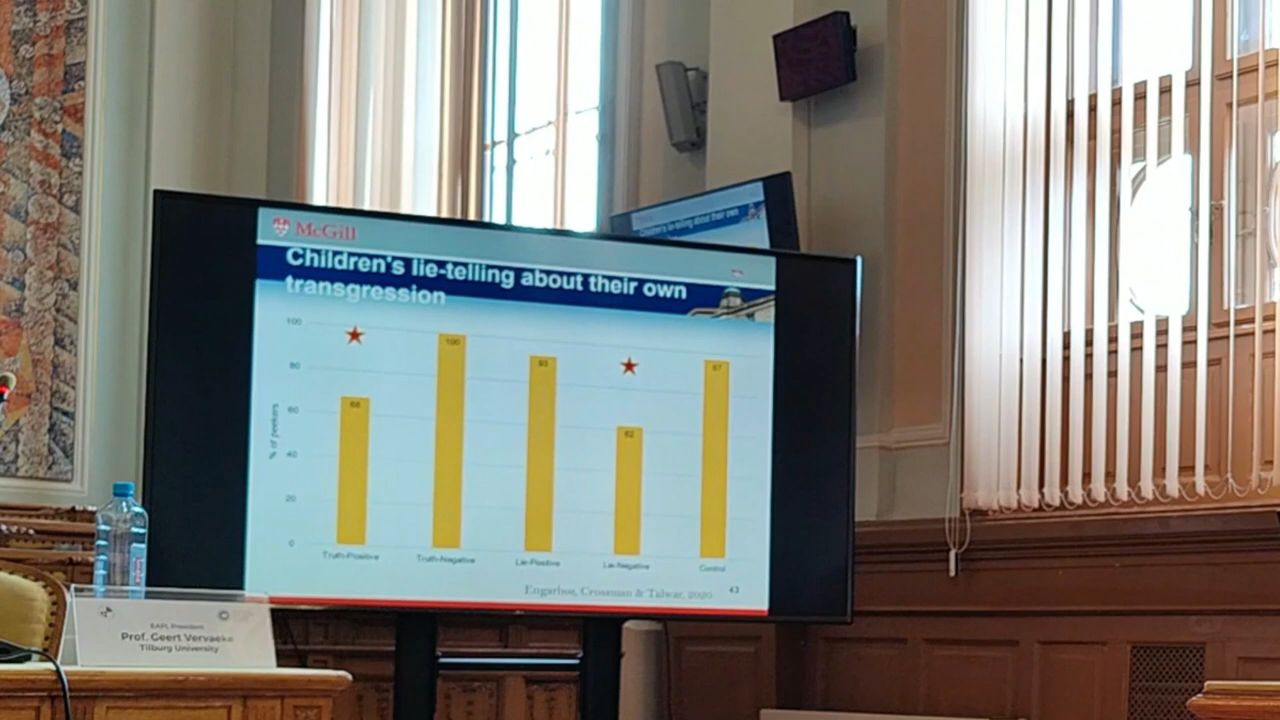 McGill
Children's lie-telling about their own
transgression
Children's lie-telling about their own
% of peekers
100
80
60
40
20
0
68
100
93
62
97
Truth-Positive
Truth-Negative
Lie-Positive
Lie-Negative
Control
Engarhos, Crossman & Talwar, 2020
43
EAPL President
Prof. Geert Vervaeke
Tilburg University